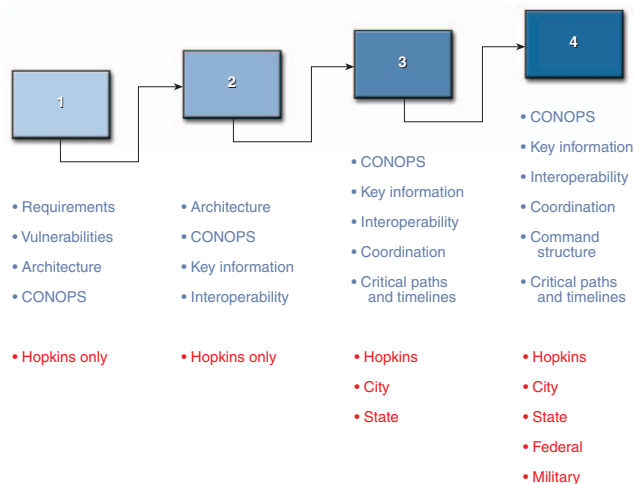 1
2
3
4
• Requirements
• Vulnerabilities
• Architecture
• CONOPS
• Hopkins only
• Architecture
• CONOPS
• Key information
• Interoperability
• Hopkins only
• CONOPS
• Key information
• Interoperability
• Coordination
• Critical paths
and timelines
• Hopkins
• City
• State
• CONOPS
• Key information
• Interoperability
• Coordination
• Command
structure
• Critical paths
and timelines
• Hopkins
• City
• State
• Federal
• Military